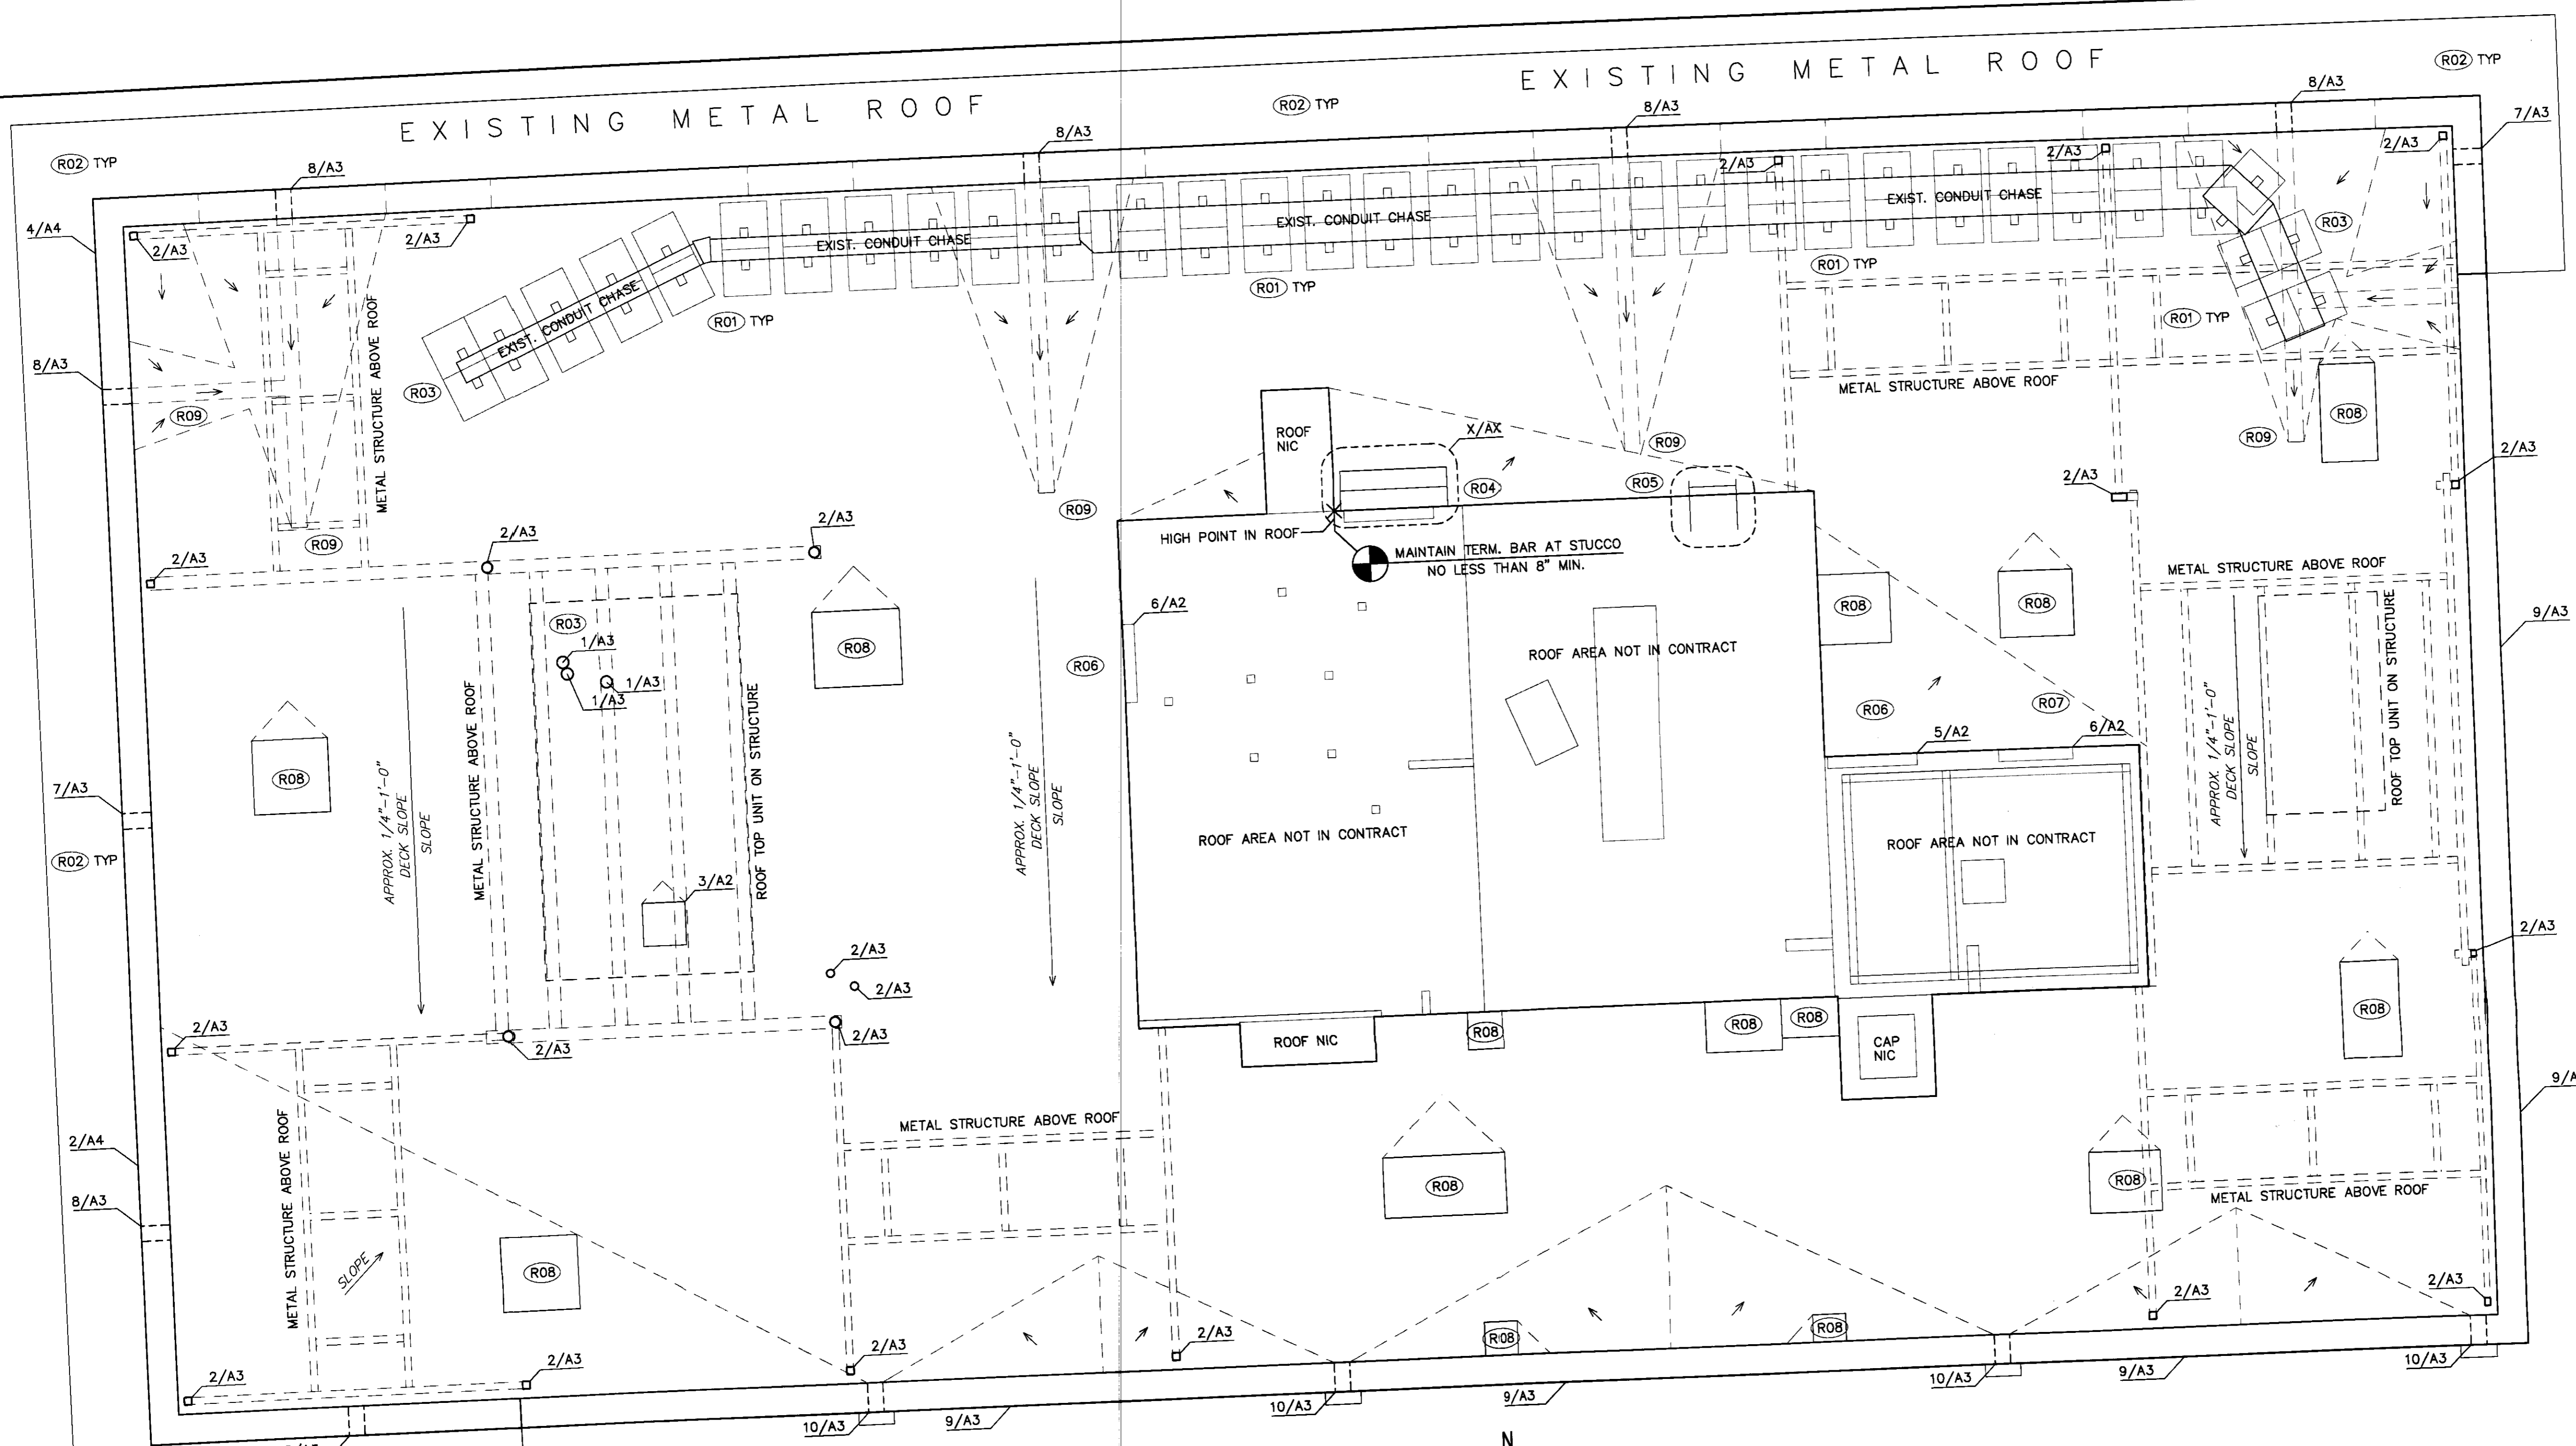 EXISTING METAL ROOF
EXISTING METAL ROOF
R02 TYP
R02 TYP
R02 TYP
8/A3
8/A3
8/A3
8/A3
7/A3
4/A4
2/A3
2/A3
2/A3
2/A3
2/A3
EXIST. CONDUIT CHASE
EXIST. CONDUIT CHASE
EXIST. CONDUIT CHASE
EXIST. CONDUIT CHASE
R03
R01 TYP
R01 TYP
R01 TYP
R01 TYP
8/A3
R09
R03
METAL STRUCTURE ABOVE ROOF
METAL STRUCTURE ABOVE ROOF
ROOF
NIC
X/AX
R09
R09
R08
R04
R05
2/A3
2/A3
R09
R09
HIGH POINT IN ROOF
MAINTAIN TERM. BAR AT STUCCO
NO LESS THAN 8" MIN.
2/A3
2/A3
2/A3
METAL STRUCTURE ABOVE ROOF
R03
1/A3
1/A3
1/A3
R08
R06
6/A2
ROOF AREA NOT IN CONTRACT
R08
R08
9/A3
R06
R07
5/A2
6/A2
R08
7/A3
R02 TYP
APPROX. 1/4"-1'-0"
DECK SLOPE
SLOPE
METAL STRUCTURE ABOVE ROOF
ROOF TOP UNIT ON STRUCTURE
APPROX. 1/4"-1'-0"
DECK SLOPE
SLOPE
APPROX. 1/4"-1'-0"
DECK SLOPE
SLOPE
ROOF TOP UNIT ON STRUCTURE
ROOF AREA NOT IN CONTRACT
ROOF AREA NOT IN CONTRACT
3/A2
2/A3
2/A3
2/A3
2/A3
2/A3
2/A3
R08
ROOF NIC
R08
R08
R08
CAP
NIC
9/A
2/A4
8/A3
METAL STRUCTURE ABOVE ROOF
METAL STRUCTURE ABOVE ROOF
R08
R08
METAL STRUCTURE ABOVE ROOF
SLOPE
R08
R08
R08
2/A3
2/A3
2/A3
2/A3
2/A3
2/A3
10/A3
9/A3
10/A3
9/A3
10/A3
9/A3
10/A3
N